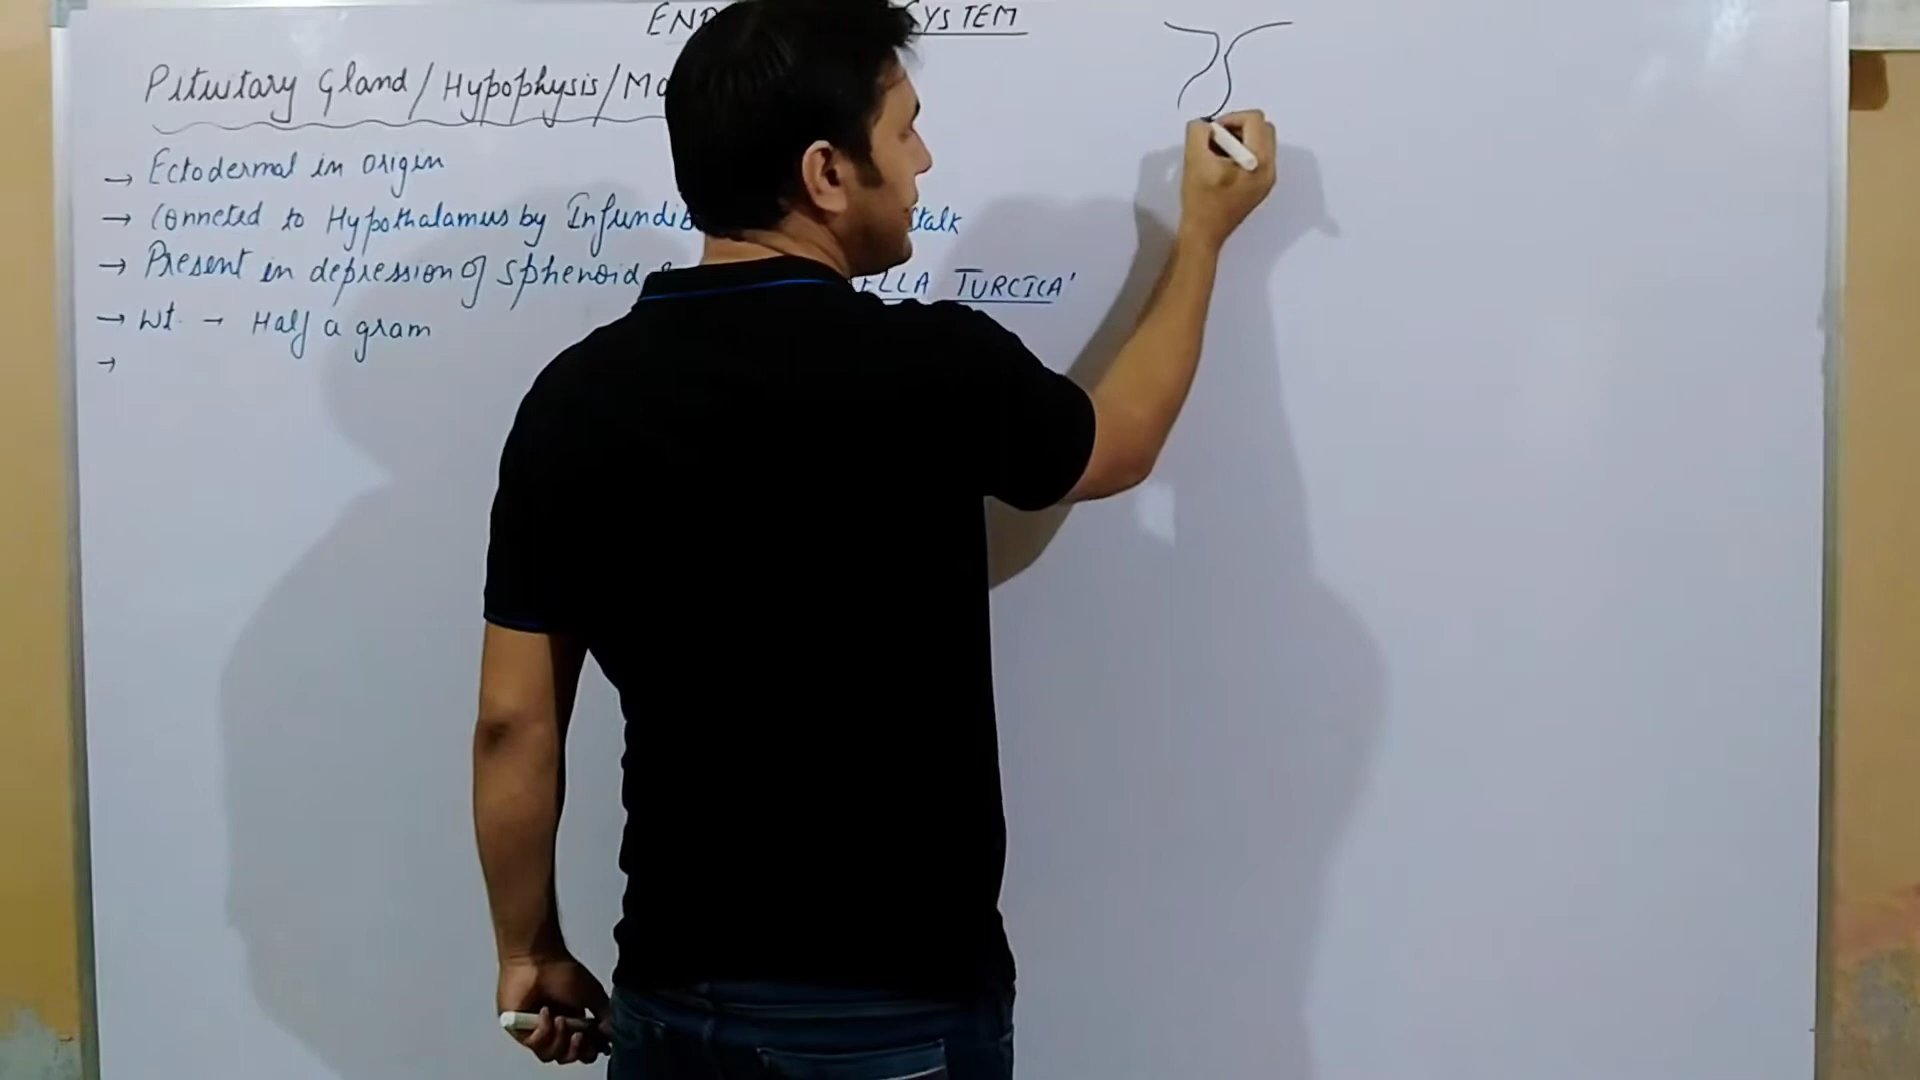 END SYSTEM
Pituitary Gland / Hypophysis / Ma
→ Ectodermal in origin
→ Conneted to Hypothalamus by Infundib stalk
→ Present in depression of Sphenoid ELLA TURCICA'
→ Wt. → Half a gram
→